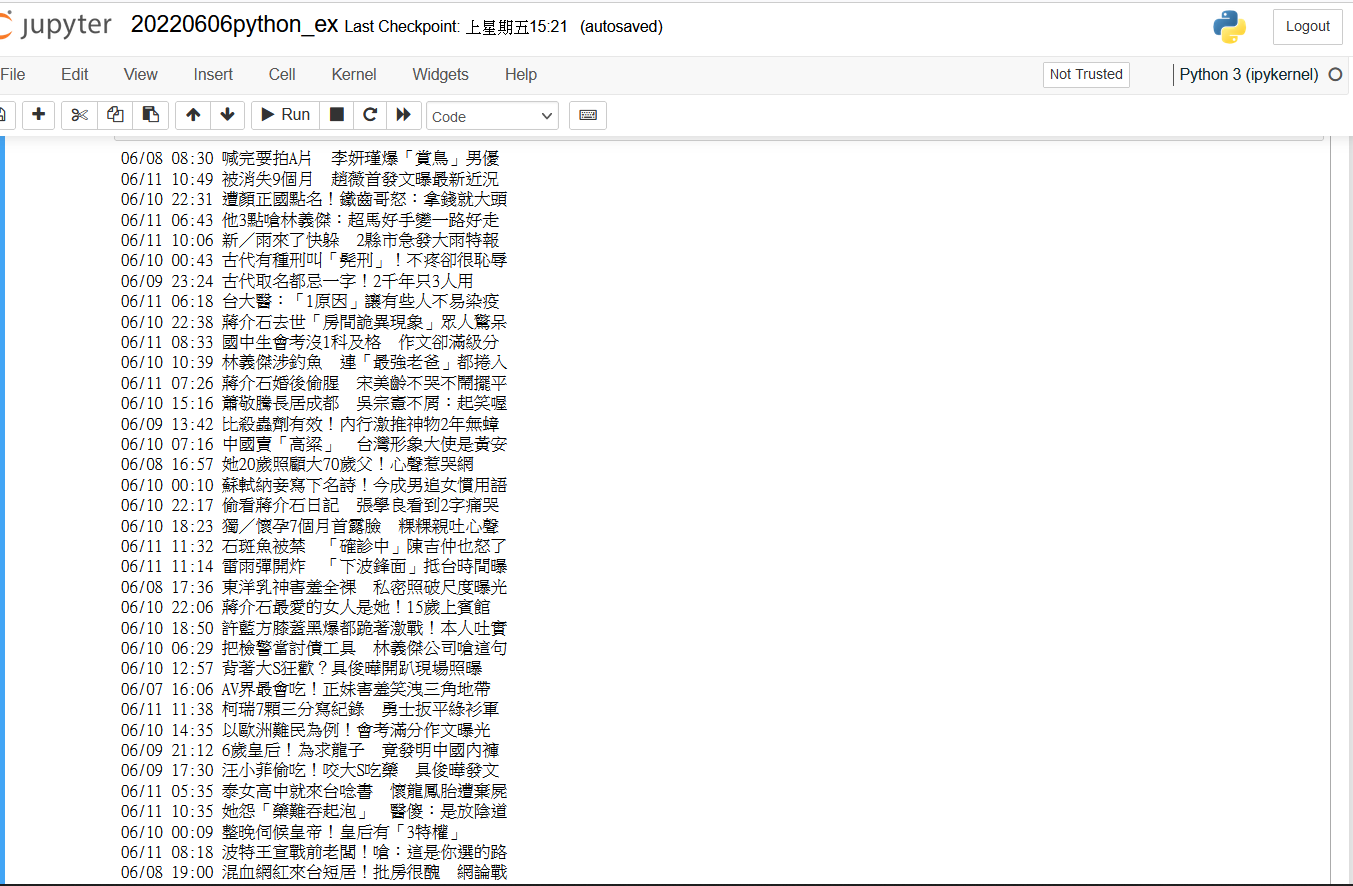 jupyter 20220606python_ex Last Checkpoint: 上星期五15:21 (autosaved)
Logout
File Edit View Insert Cell Kernel Widgets Help
Not Trusted
Python 3 (ipykernel)
Run
Code
06/08 08:30 喊完要拍A片　李妍瑾爆「賞鳥」男優
06/11 10:49 被消失9個月　趙薇首發文曝最新近況
06/10 22:31 遭顏正國點名！鐵齒哥怒：拿錢就大頭
06/11 06:43 他3點嗆林義傑：超馬好手變一路好走
06/11 10:06 新／雨來了快躲　2縣市急發大雨特報
06/10 00:43 古代有種刑叫「髡刑」！不疼卻很恥辱
06/09 23:24 古代取名都忌一字！2千年只3人用
06/11 06:18 台大醫：「1原因」讓有些人不易染疫
06/10 22:38 蔣介石去世「房間詭異現象」眾人驚呆
06/11 08:33 國中生會考沒1科及格　作文卻滿級分
06/10 10:39 林義傑涉釣魚　連「最強老爸」都捲入
06/11 07:26 蔣介石婚後偷腥　宋美齡不哭不鬧擺平
06/10 15:16 蕭敬騰長居成都　吳宗憲不屑：起笑喔
06/09 13:42 比殺蟲劑有效！內行激推神物2年無蟑
06/10 07:16 中國賣「高粱」　台灣形象大使是黃安
06/08 16:57 她20歲照顧大70歲父！心聲惹哭網
06/10 00:10 蘇軾納妾寫下名詩！今成男追女慣用語
06/10 22:17 偷看蔣介石日記　張學良看到2字痛哭
06/10 18:23 獨／懷孕7個月首露臉　粿粿親吐心聲
06/11 11:32 石斑魚被禁　「確診中」陳吉仲也怒了
06/11 11:14 雷雨彈開炸　「下波鋒面」抵台時間曝
06/08 17:36 東洋乳神害羞全裸　私密照破尺度曝光
06/10 22:06 蔣介石最愛的女人是她！15歲上賓館
06/10 18:50 許藍方膝蓋黑爆都跪著激戰！本人吐實
06/10 06:29 把檢警當討債工具　林義傑公司嗆這句
06/10 12:57 背著大S狂歡？具俊曄開趴現場照曝
06/07 16:06 AV界最會吃！正妹害羞笑洩三角地帶
06/11 11:38 柯瑞7顆三分寫紀錄　勇士扳平綠衫軍
06/10 14:35 以歐洲難民為例！會考滿分作文曝光
06/09 21:12 6歲皇后！為求龍子　竟發明中國內褲
06/09 17:30 汪小菲偷吃！咬大S吃藥　具俊曄發文
06/11 05:35 泰女高中就來台唸書　懷龍鳳胎遭棄屍
06/11 10:35 她怨「藥難吞起泡」　醫傻：是放陰道
06/10 00:09 整晚伺候皇帝！皇后有「3特權」
06/11 08:18 波特王宣戰前老闆！嗆：這是你選的路
06/08 19:00 混血網紅來台短居！批房很醜　網論戰